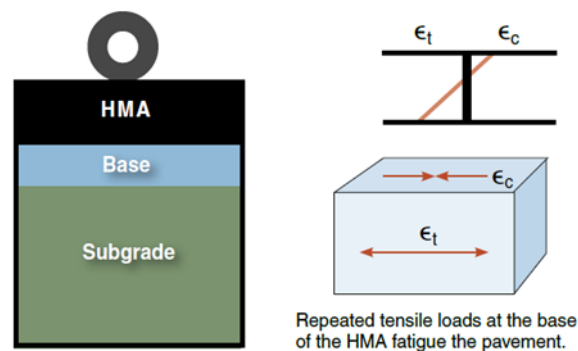 HMA
Base
Subgrade
ϵt ϵc
ϵc
ϵt
Repeated tensile loads at the base
of the HMA fatigue the pavement.